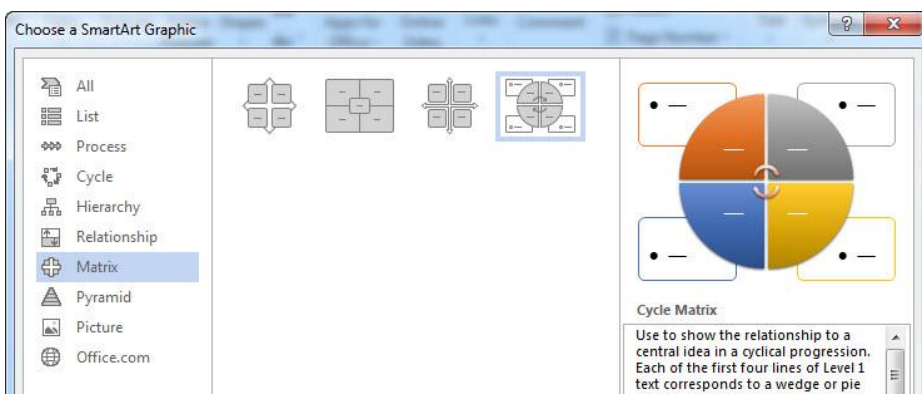 Choose a SmartArt Graphic
All
List
Process
Cycle
Hierarchy
Relationship
Matrix
Pyramid
Picture
Office.com
Cycle Matrix
Use to show the relationship to a
central idea in a cyclical progression.
Each of the first four lines of Level 1
text corresponds to a wedge or pie